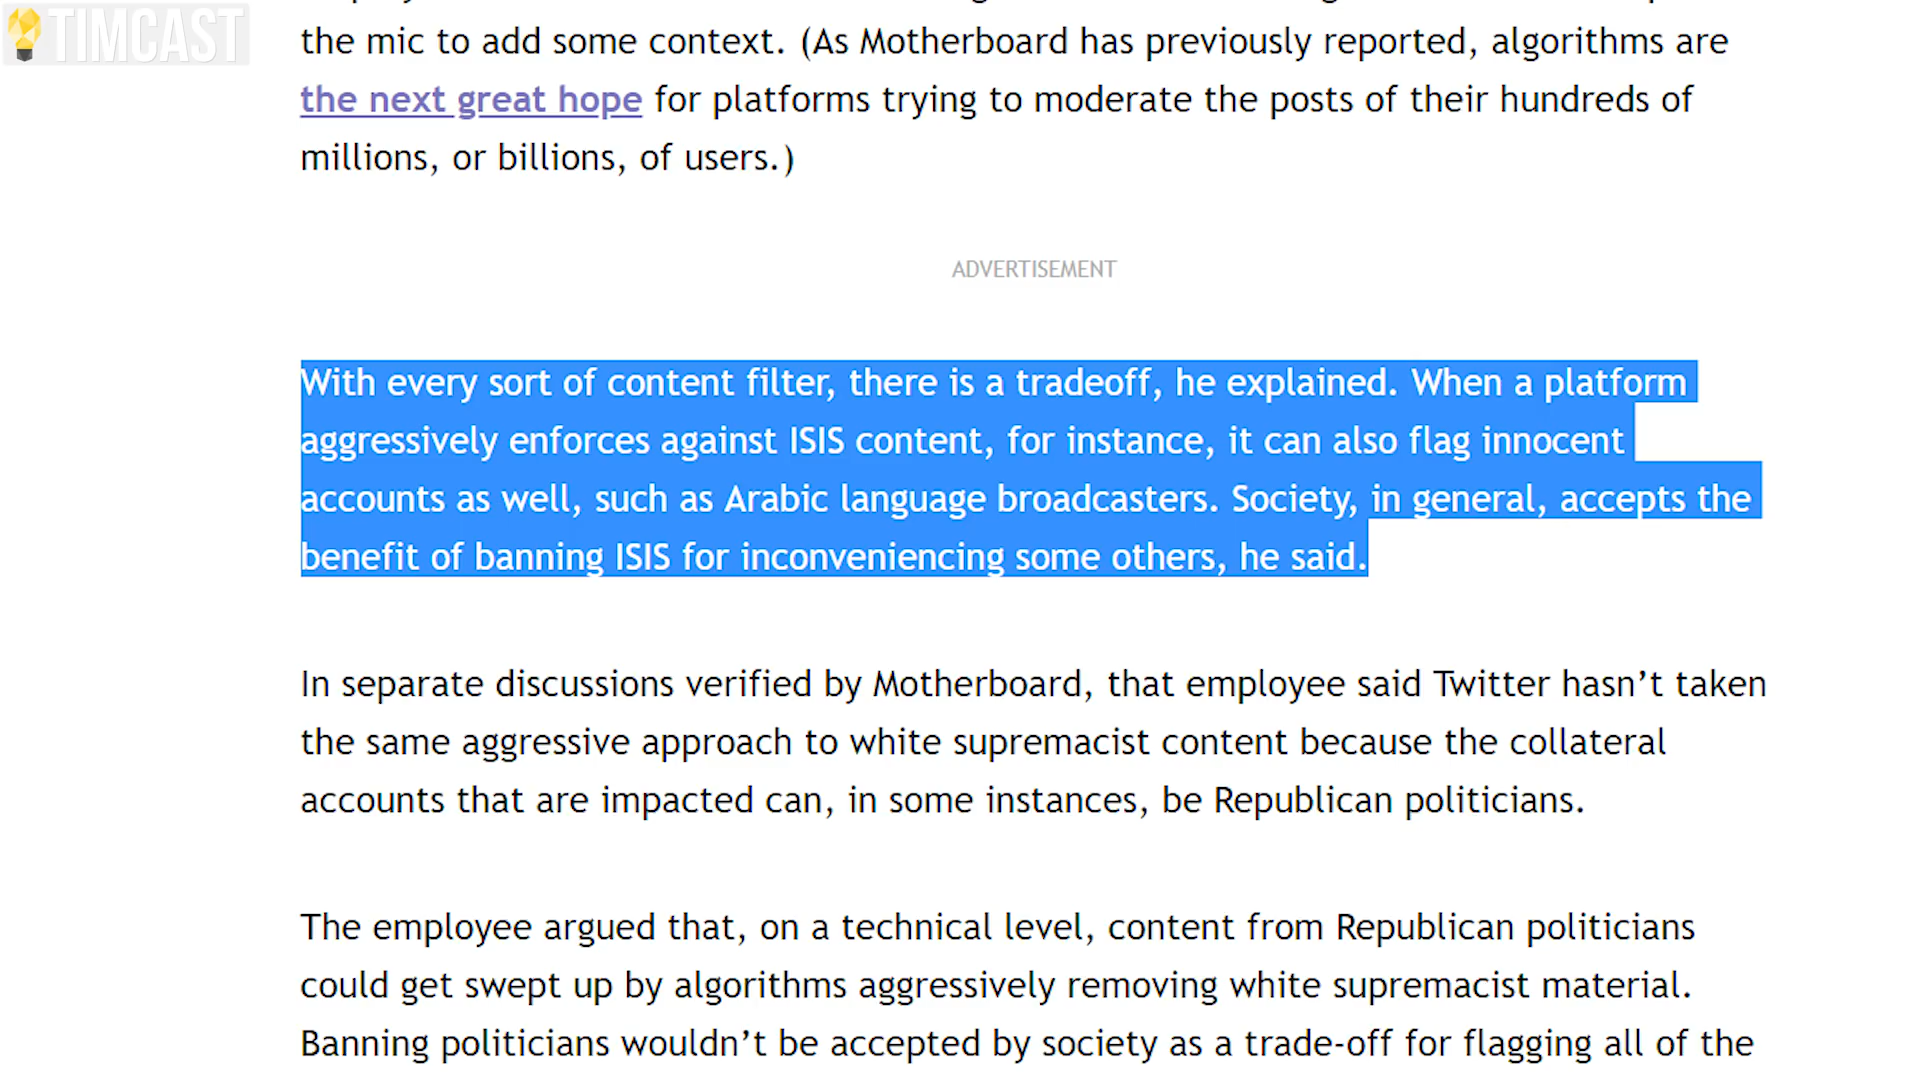 TIMCAST
the mic to add some context. (As Motherboard has previously reported, algorithms are
the next great hope for platforms trying to moderate the posts of their hundreds of
millions, or billions, of users.)
ADVERTISEMENT
With every sort of content filter, there is a tradeoff, he explained. When a platform
aggressively enforces against ISIS content, for instance, it can also flag innocent
accounts as well, such as Arabic language broadcasters. Society, in general, accepts the
benefit of banning ISIS for inconveniencing some others, he said.
In separate discussions verified by Motherboard, that employee said Twitter hasn’t taken
the same aggressive approach to white supremacist content because the collateral
accounts that are impacted can, in some instances, be Republican politicians.
The employee argued that, on a technical level, content from Republican politicians
could get swept up by algorithms aggressively removing white supremacist material.
Banning politicians wouldn’t be accepted by society as a trade-off for flagging all of the